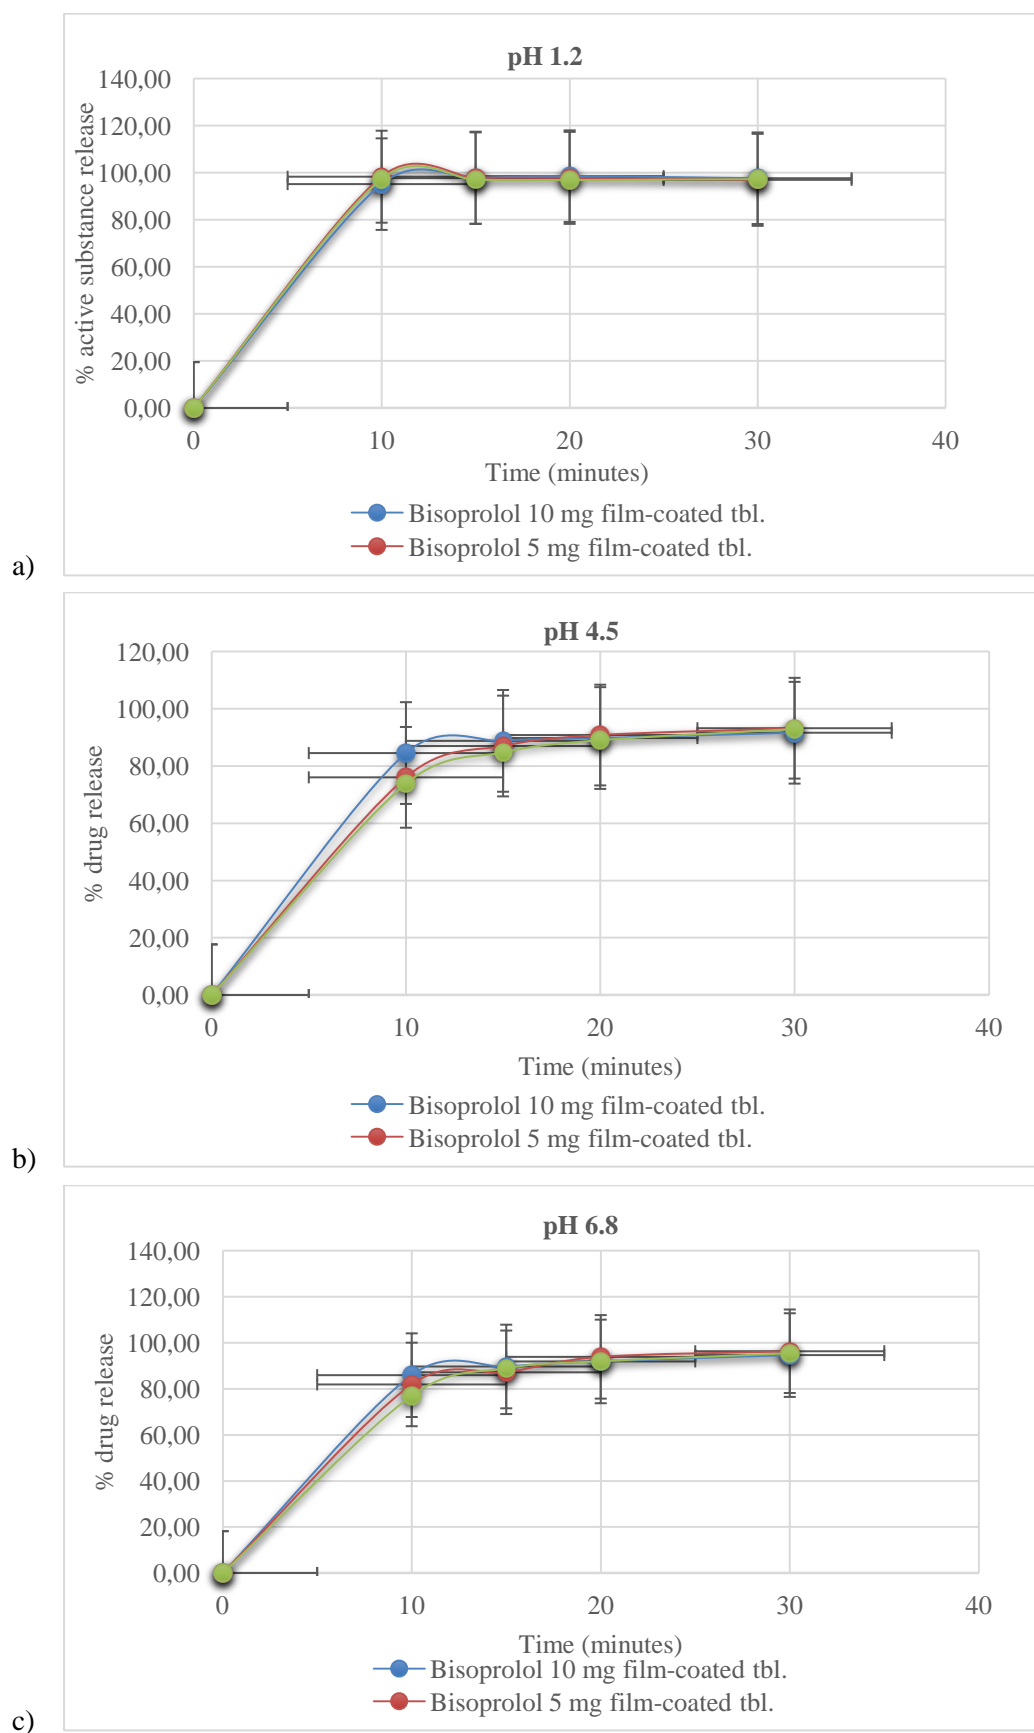 pH 1.2
% active substance release
140,00
120,00
100,00
80,00
60,00
40,00
20,00
0,00
0 10 20 30 40
Time (minutes)
Bisoprolol 10 mg film-coated tbl.
Bisoprolol 5 mg film-coated tbl.
a)
pH 4.5
% drug release
120,00
100,00
80,00
60,00
40,00
20,00
0,00
0 10 20 30 40
Time (minutes)
Bisoprolol 10 mg film-coated tbl.
Bisoprolol 5 mg film-coated tbl.
b)
pH 6.8
% drug release
140,00
120,00
100,00
80,00
60,00
40,00
20,00
0,00
0 10 20 30 40
Time (minutes)
Bisoprolol 10 mg film-coated tbl.
Bisoprolol 5 mg film-coated tbl.
c)